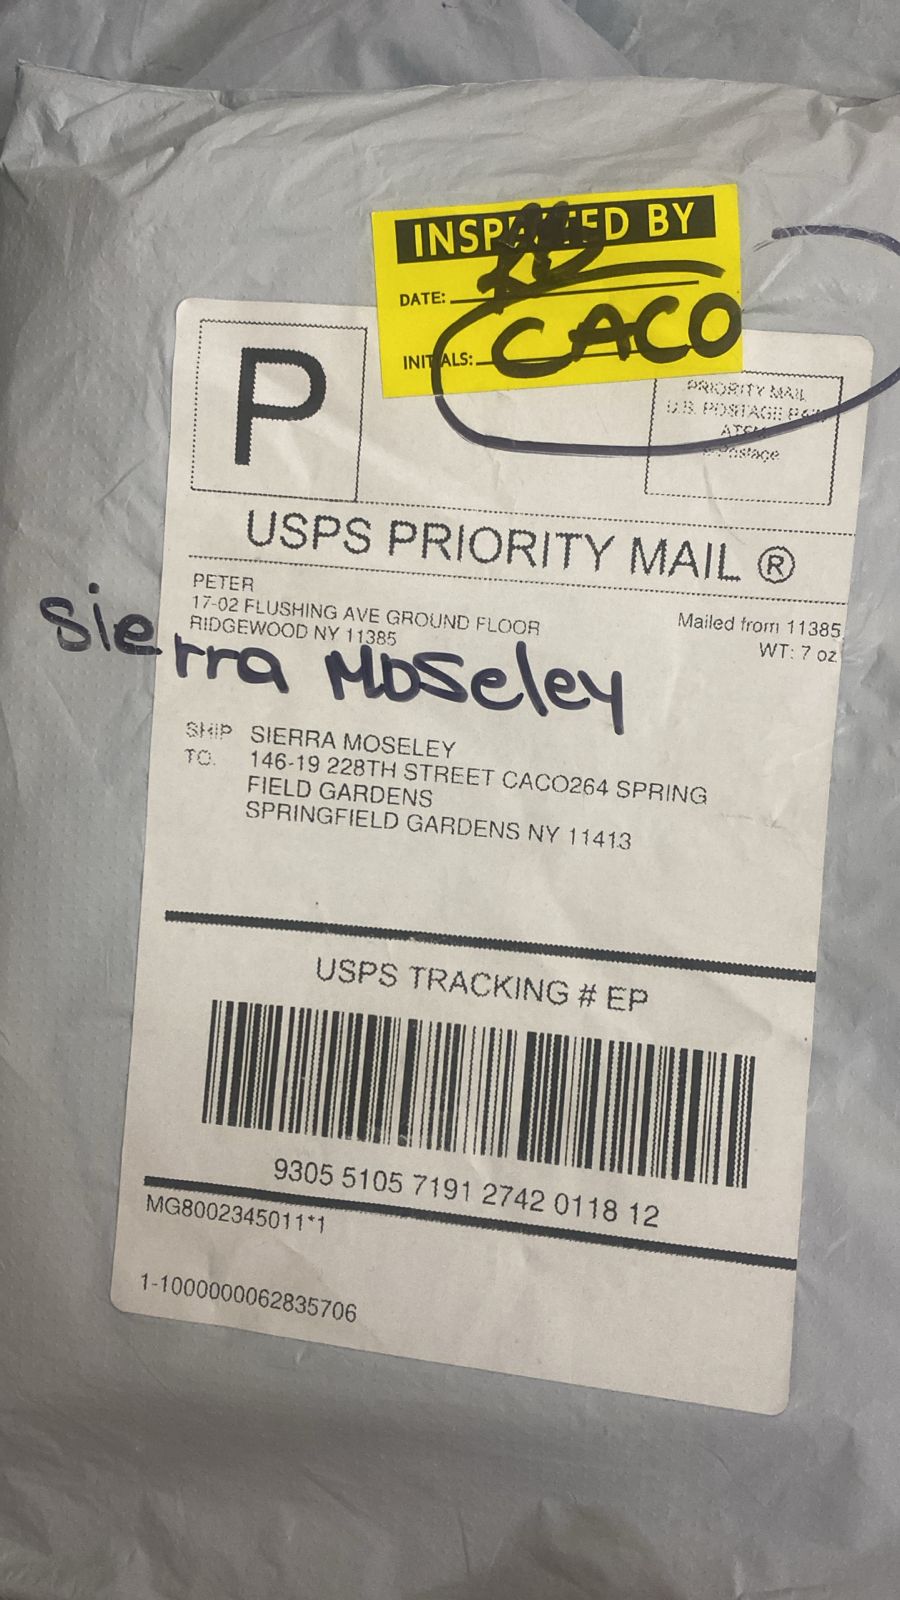 INSPECTED BY
DATE:
INITIALS: CACO
P
PRIORITY MAIL
U.S. POSTAGE PAID
Postage
USPS PRIORITY MAIL ®
PETER
17-02 FLUSHING AVE GROUND FLOOR
RIDGEWOOD NY 11385
Mailed from 11385
WT: 7 oz
Sierra Moseley
SHIP TO: SIERRA MOSELEY
146-19 228TH STREET CACO264 SPRING
FIELD GARDENS
SPRINGFIELD GARDENS NY 11413
USPS TRACKING # EP
9305 5105 7191 2742 0118 12
MG8002345011*1
1-1000000062835706